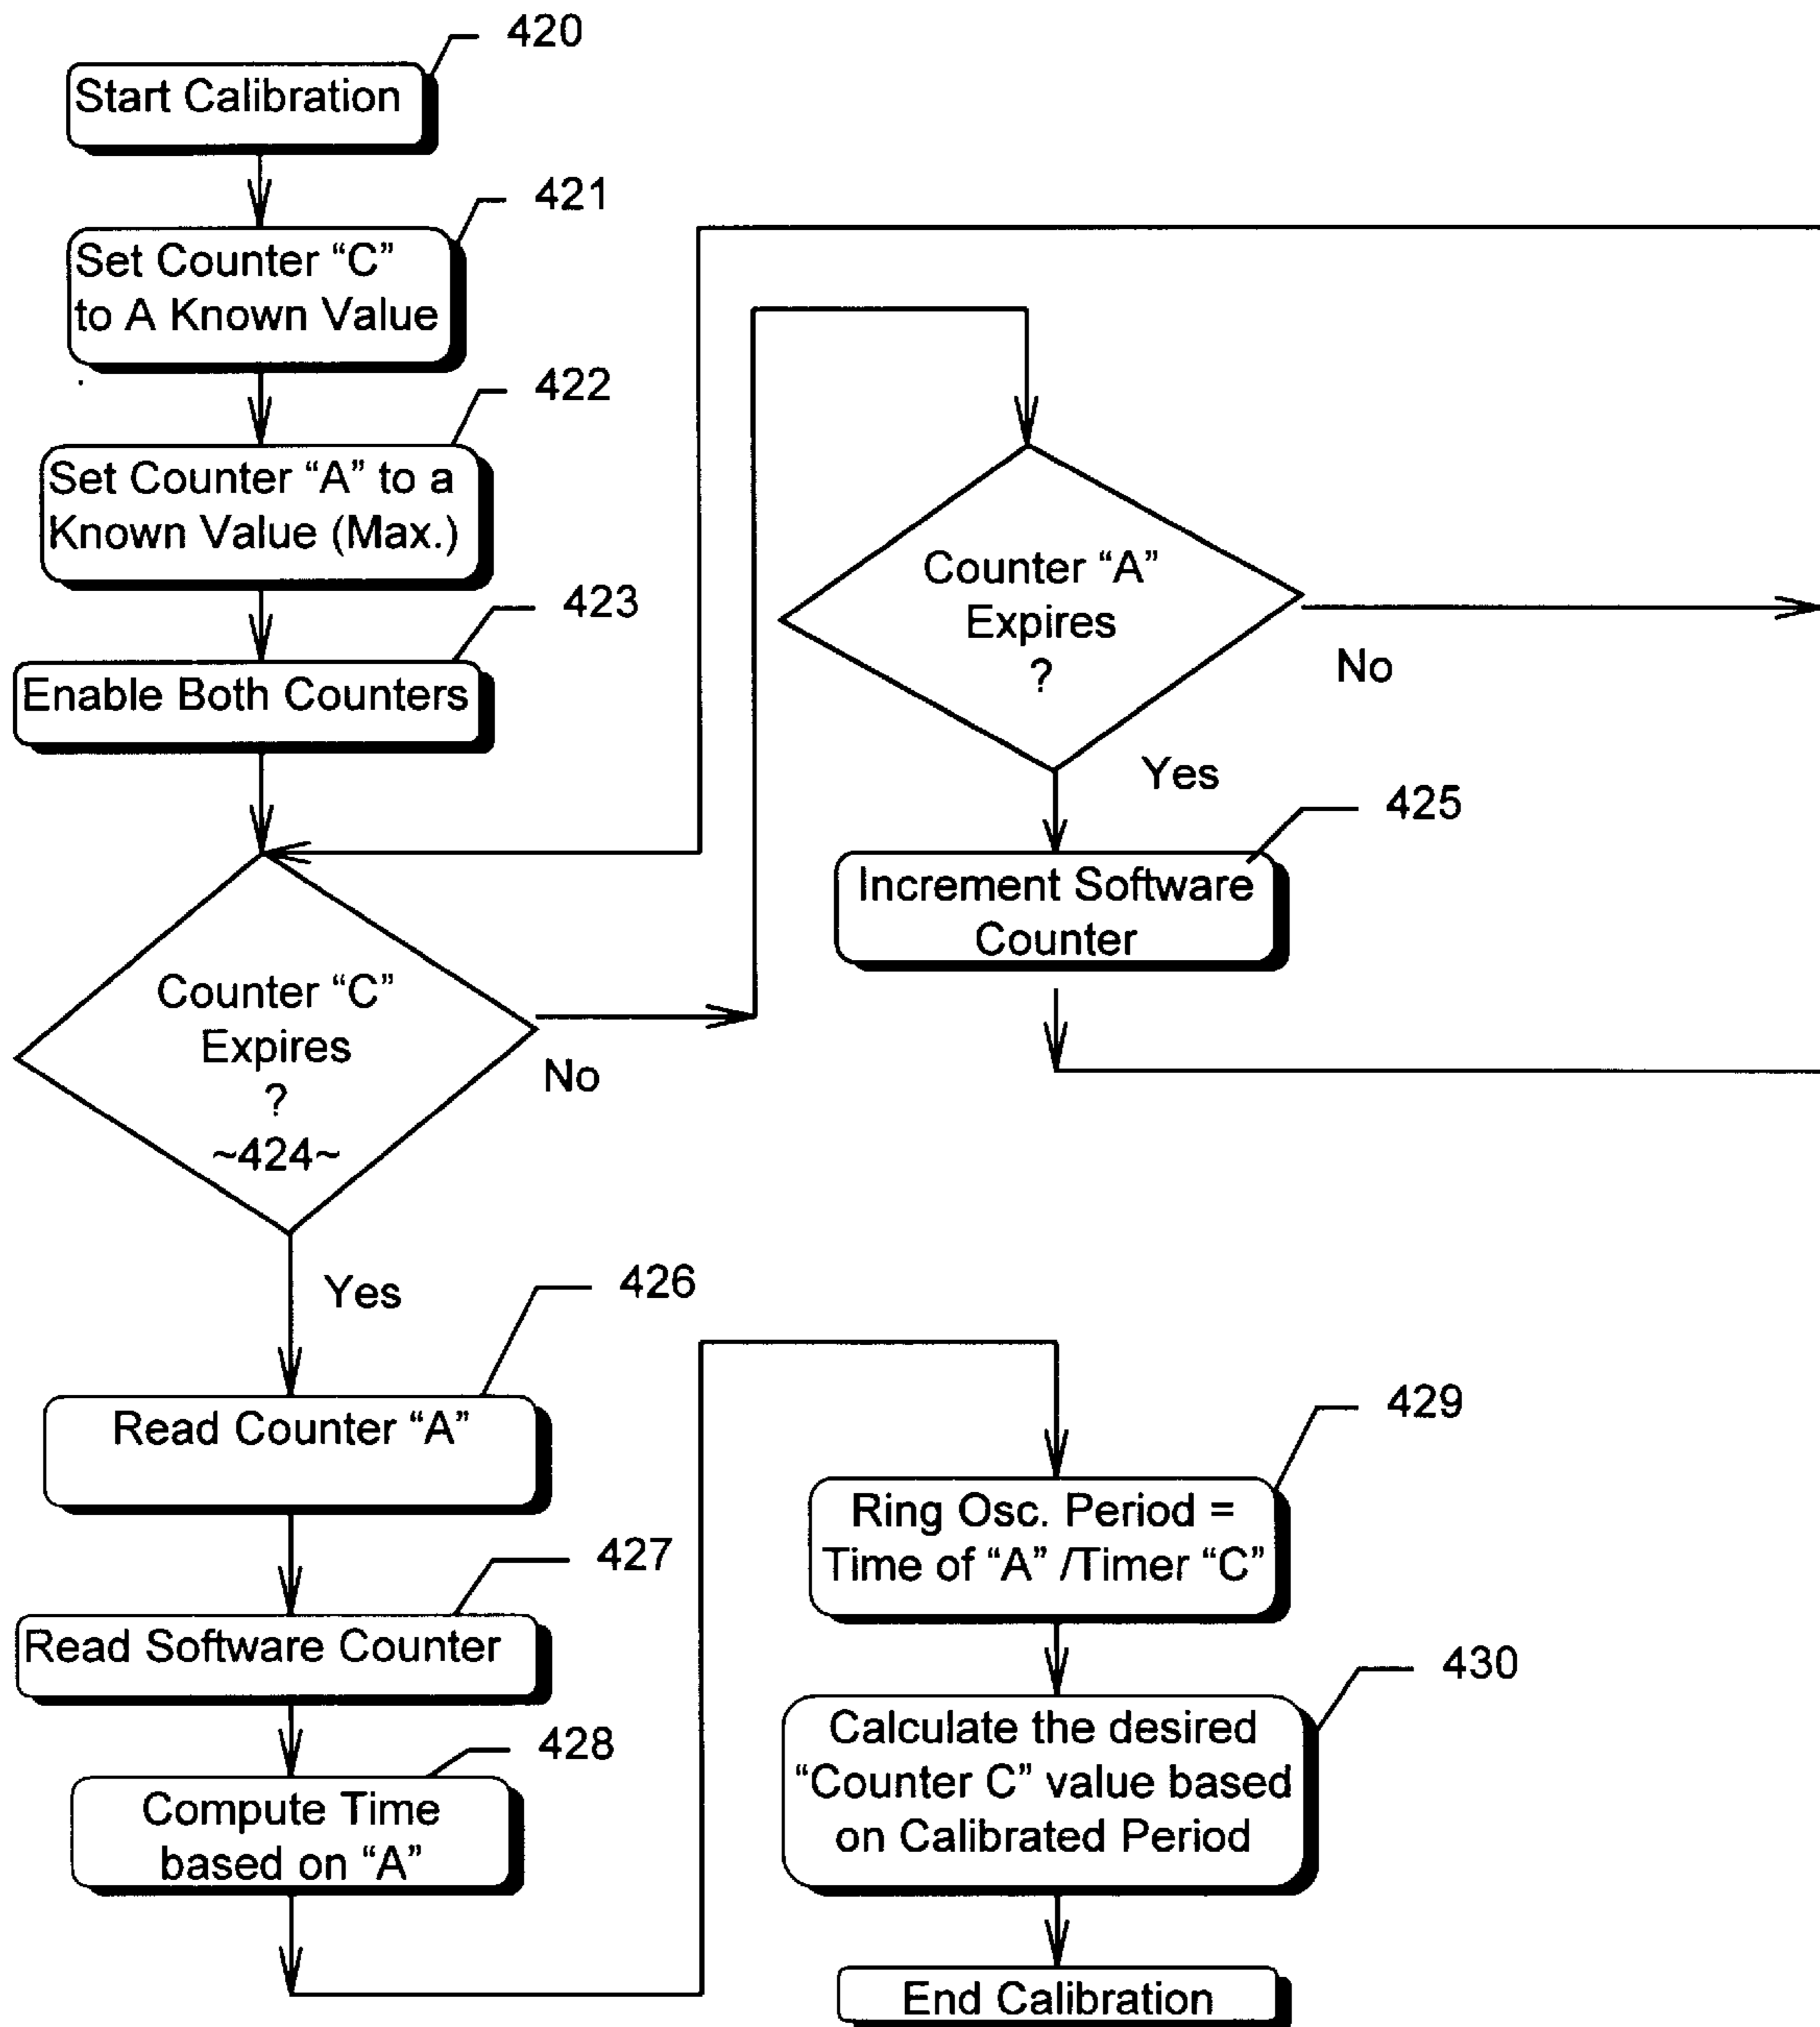 420
Start Calibration
421
Set Counter “C”
to A Known Value
422
Set Counter “A” to a
Known Value (Max.)
423
Enable Both Counters
Counter “C”
Expires
?
~424~
No
Yes
Counter “A”
Expires
?
No
Yes
425
Increment Software
Counter
426
Read Counter “A”
427
Read Software Counter
428
Compute Time
based on “A”
429
Ring Osc. Period =
Time of “A” /Timer “C”
430
Calculate the desired
“Counter C” value based
on Calibrated Period
End Calibration